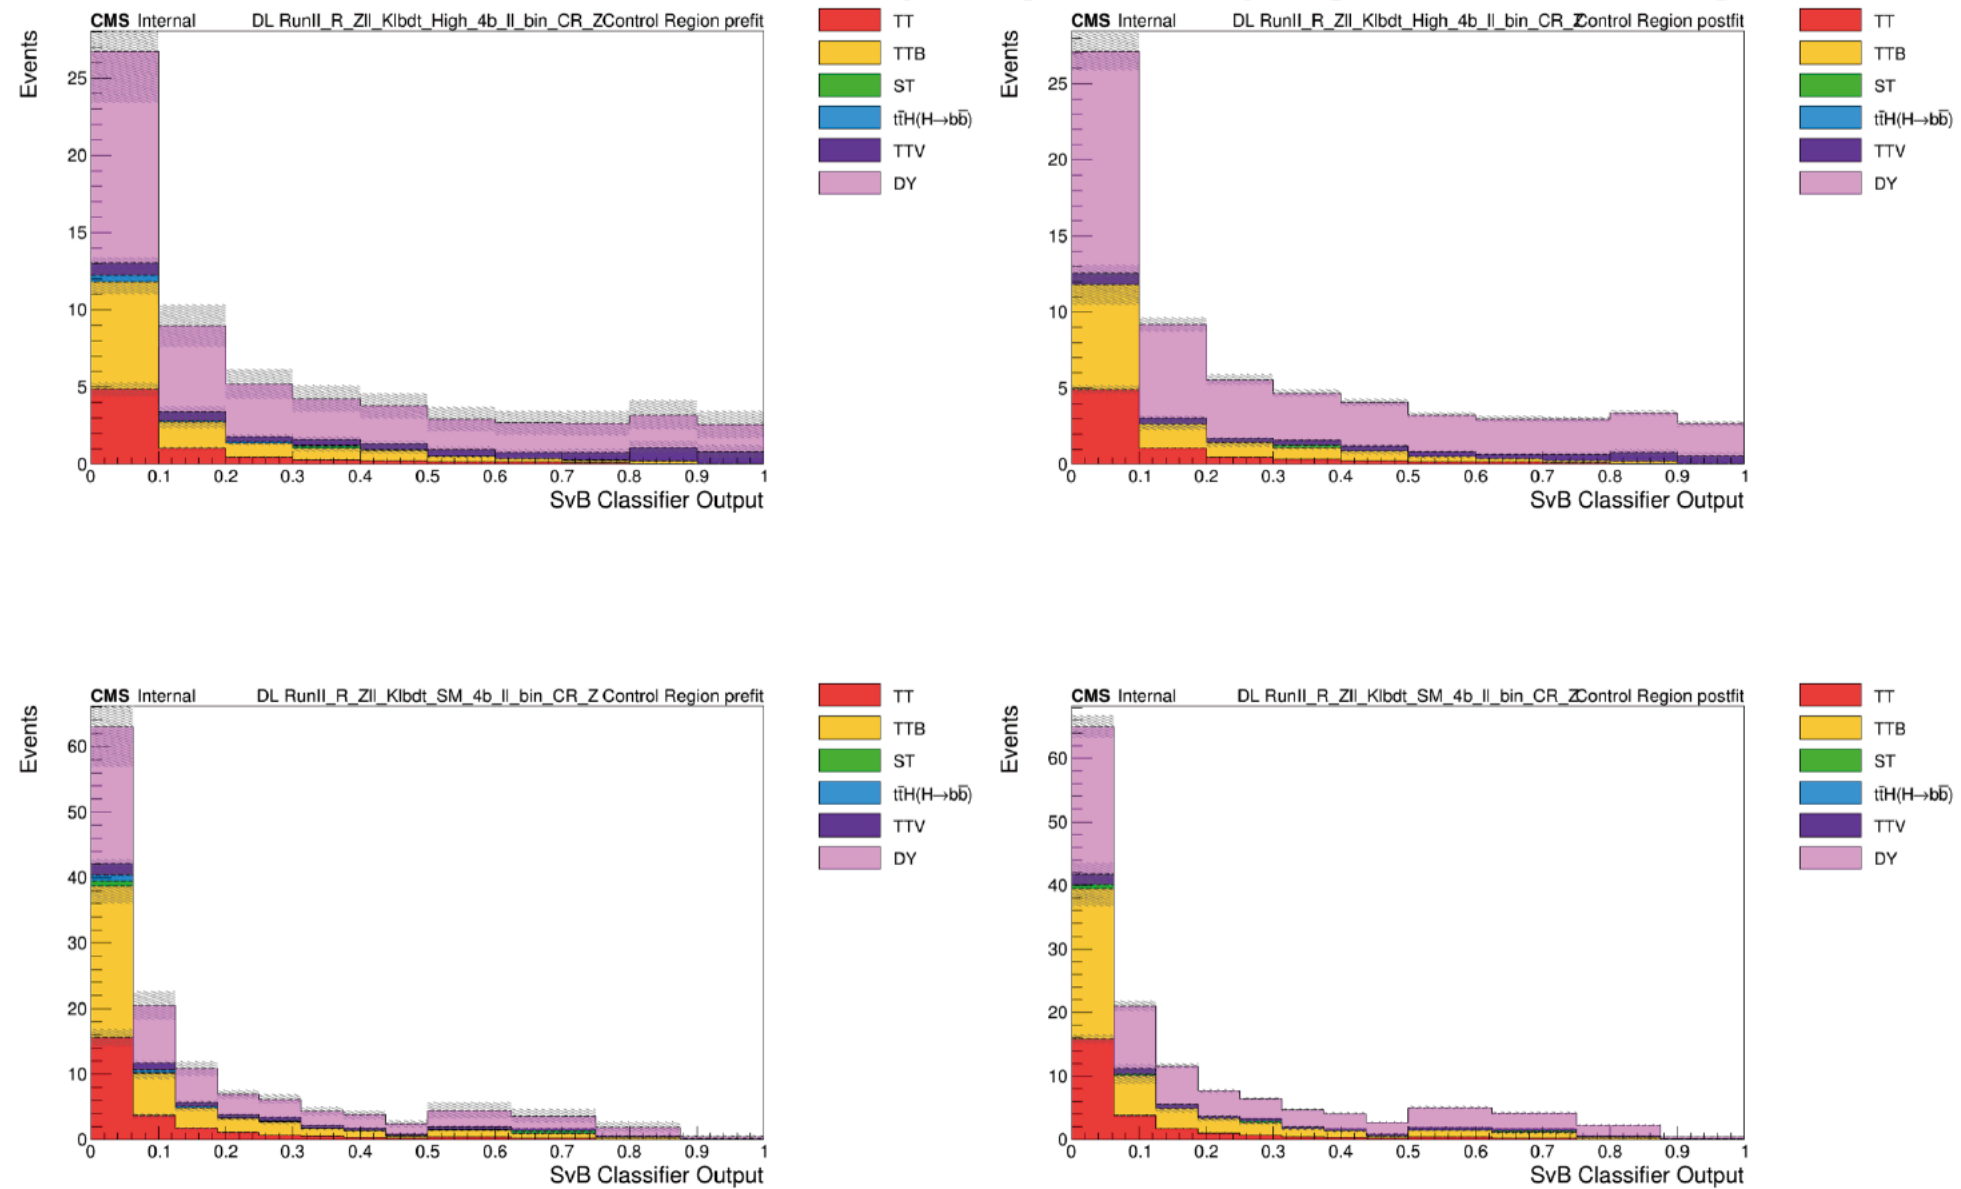 CMS Internal DL RunII_R_Zll_Klbdt_High_4b_ll_bin_CR_ZControl Region prefit
Events
25
20
15
10
5
0
0 0.1 0.2 0.3 0.4 0.5 0.6 0.7 0.8 0.9 1
SvB Classifier Output
TT
TTB
ST
tt̄H(H→bb̄)
TTV
DY
CMS Internal DL RunII_R_Zll_Klbdt_High_4b_ll_bin_CR_ZControl Region postfit
Events
25
20
15
10
5
0
0 0.1 0.2 0.3 0.4 0.5 0.6 0.7 0.8 0.9 1
SvB Classifier Output
TT
TTB
ST
tt̄H(H→bb̄)
TTV
DY
CMS Internal DL RunII_R_Zll_Klbdt_SM_4b_ll_bin_CR_Z Control Region prefit
Events
60
50
40
30
20
10
0
0 0.1 0.2 0.3 0.4 0.5 0.6 0.7 0.8 0.9 1
SvB Classifier Output
TT
TTB
ST
tt̄H(H→bb̄)
TTV
DY
CMS Internal DL RunII_R_Zll_Klbdt_SM_4b_ll_bin_CR_ZControl Region postfit
Events
60
50
40
30
20
10
0
0 0.1 0.2 0.3 0.4 0.5 0.6 0.7 0.8 0.9 1
SvB Classifier Output
TT
TTB
ST
tt̄H(H→bb̄)
TTV
DY